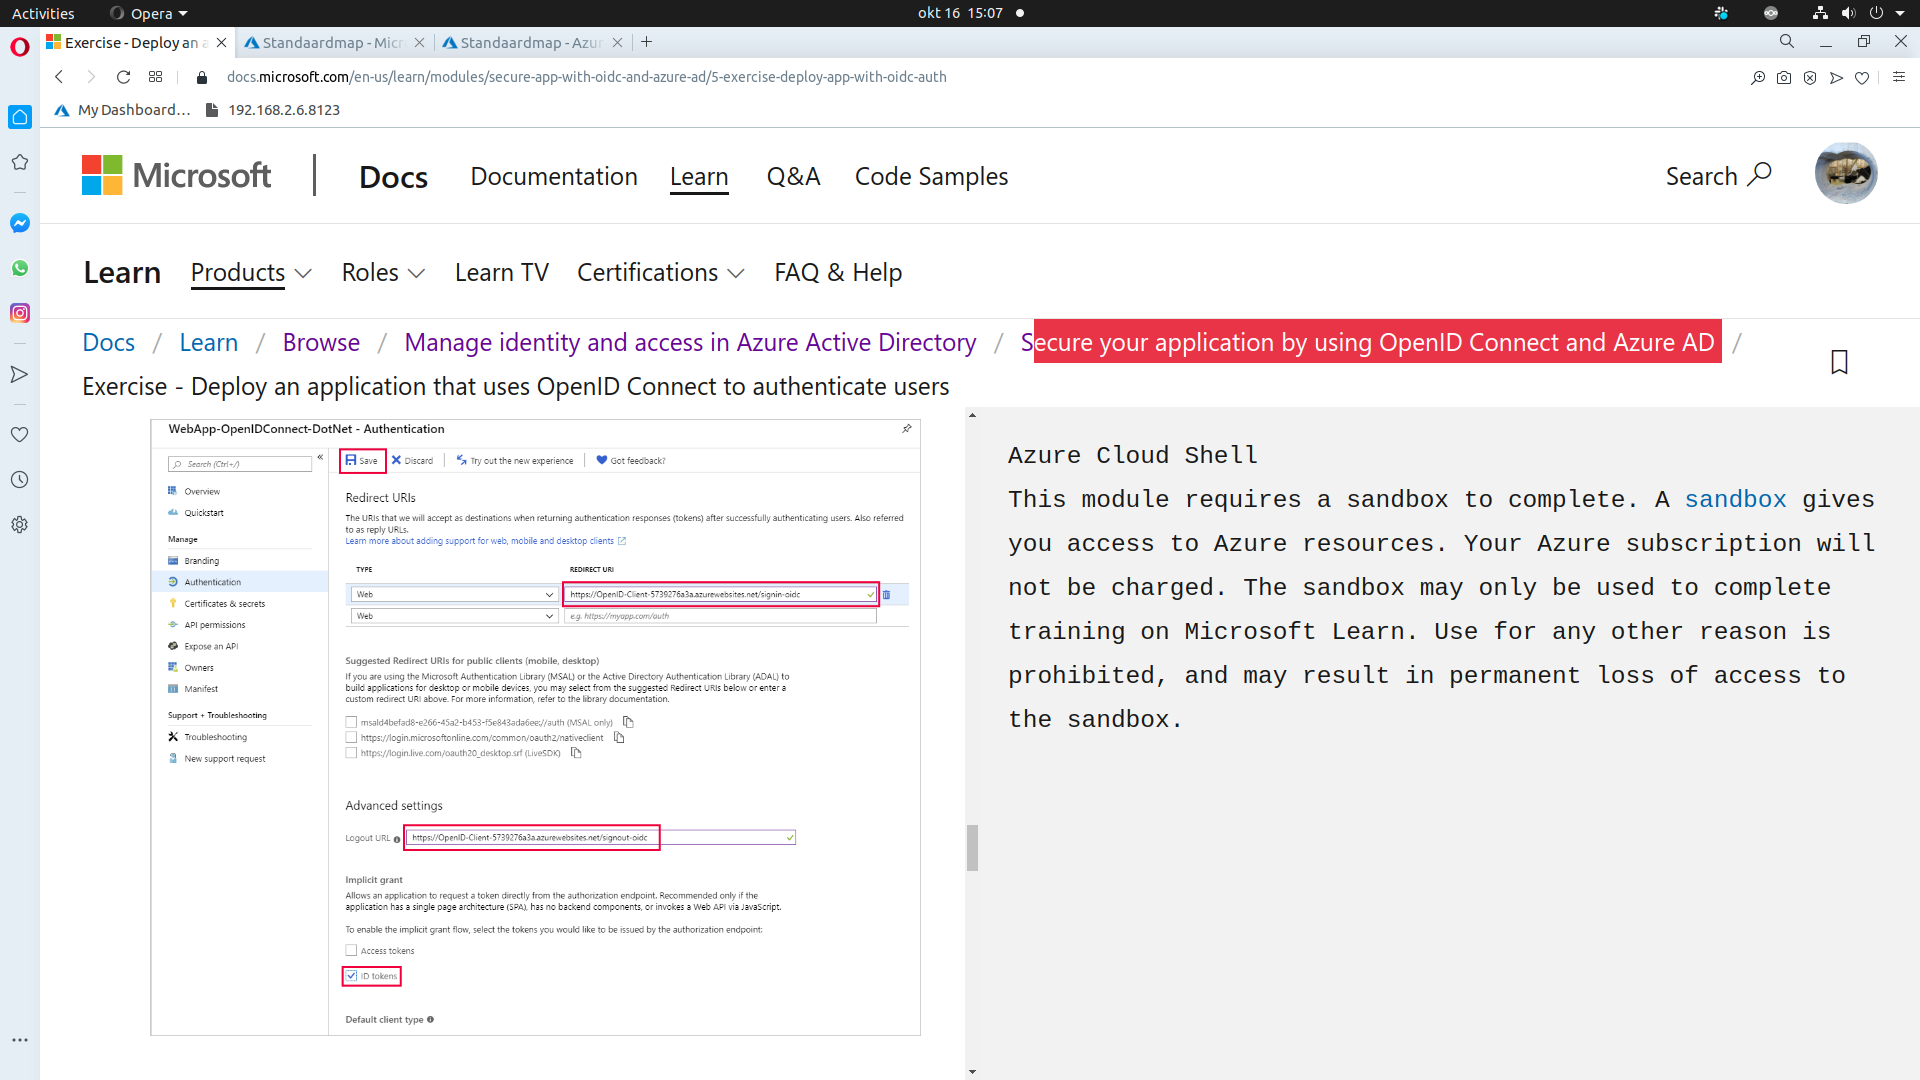 Activities
Opera
okt 16 15:07
Exercise - Deploy an a
Standaardmap - Micr
Standaardmap - Azur
docs.microsoft.com/en-us/learn/modules/secure-app-with-oidc-and-azure-ad/5-exercise-deploy-app-with-oidc-auth
My Dashboard…
192.168.2.6.8123
Microsoft
Docs
Documentation
Learn
Q&A
Code Samples
Search
Learn
Products
Roles
Learn TV
Certifications
FAQ & Help
Docs / Learn / Browse / Manage identity and access in Azure Active Directory / Secure your application by using OpenID Connect and Azure AD /
Exercise - Deploy an application that uses OpenID Connect to authenticate users
WebApp-OpenIDConnect-DotNet - Authentication
Search (Ctrl+/)
«
Overview
Quickstart
Manage
Branding
Authentication
Certificates & secrets
API permissions
Expose an API
Owners
Manifest
Support + Troubleshooting
Troubleshooting
New support request
Save
Discard
Try out the new experience
Got feedback?
Redirect URIs
The URIs that we will accept as destinations when returning authentication responses (tokens) after successfully authenticating users. Also referred
to as reply URLs.
Learn more about adding support for web, mobile and desktop clients
TYPE
REDIRECT URI
Web
https://OpenID-Client-5739276a3a.azurewebsites.net/signin-oidc
Web
e.g. https://myapp.com/auth
Suggested Redirect URIs for public clients (mobile, desktop)
If you are using the Microsoft Authentication Library (MSAL) or the Active Directory Authentication Library (ADAL) to
build applications for desktop or mobile devices, you may select from the suggested Redirect URIs below or enter a
custom redirect URI above. For more information, refer to the library documentation.
msald4befad8-e266-45a2-b453-f5e843ada6ee://auth (MSAL only)
https://login.microsoftonline.com/common/oauth2/nativeclient
https://login.live.com/oauth20_desktop.srf (LiveSDK)
Advanced settings
Logout URL
https://OpenID-Client-5739276a3a.azurewebsites.net/signout-oidc
Implicit grant
Allows an application to request a token directly from the authorization endpoint. Recommended only if the
application has a single page architecture (SPA), has no backend components, or invokes a Web API via JavaScript.
To enable the implicit grant flow, select the tokens you would like to be issued by the authorization endpoint:
Access tokens
ID tokens
Default client type
Azure Cloud Shell
This module requires a sandbox to complete. A sandbox gives
you access to Azure resources. Your Azure subscription will
not be charged. The sandbox may only be used to complete
training on Microsoft Learn. Use for any other reason is
prohibited, and may result in permanent loss of access to
the sandbox.